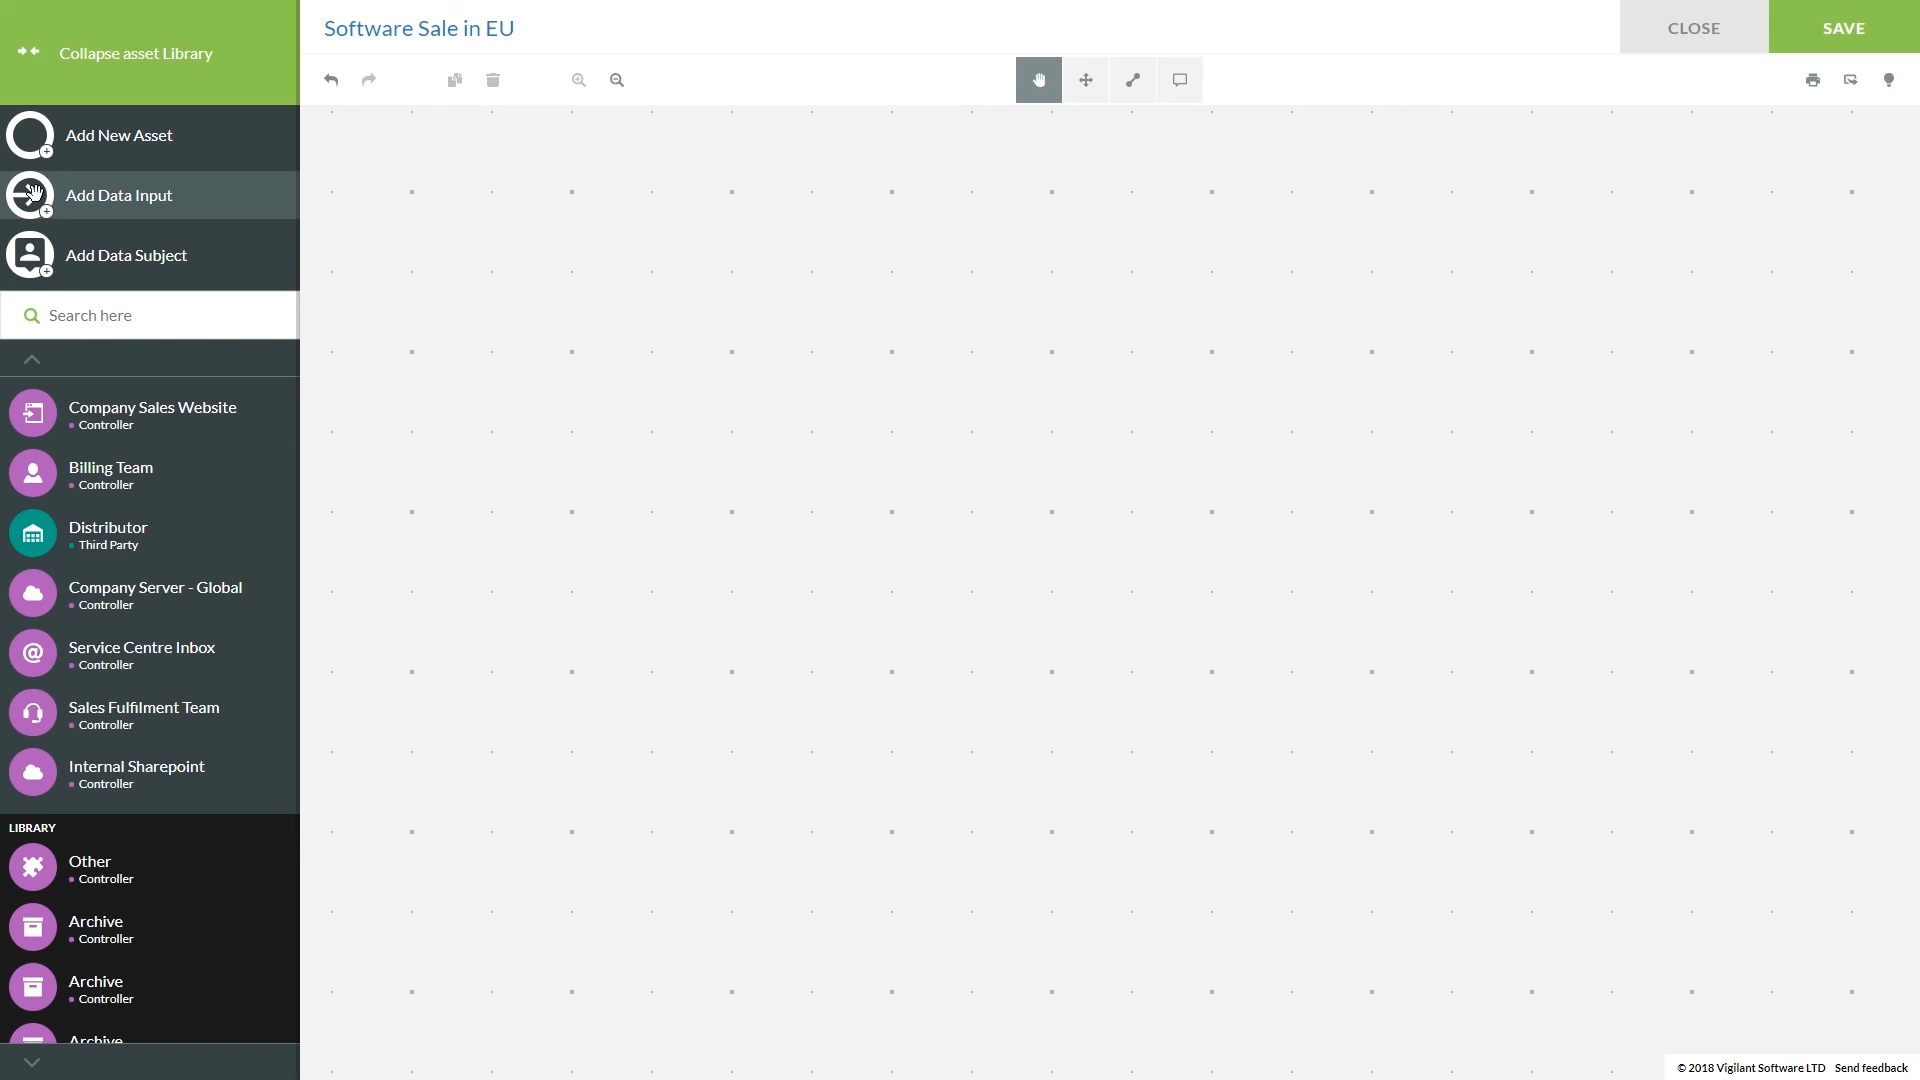 Collapse asset Library
Software Sale in EU
CLOSE
SAVE
Add New Asset
Add Data Input
Add Data Subject
Search here
Company Sales Website
Controller
Billing Team
Controller
Distributor
Third Party
Company Server - Global
Controller
Service Centre Inbox
Controller
Sales Fulfilment Team
Controller
Internal Sharepoint
Controller
LIBRARY
Other
Controller
Archive
Controller
Archive
Controller
Archive
© 2018 Vigilant Software LTD Send feedback